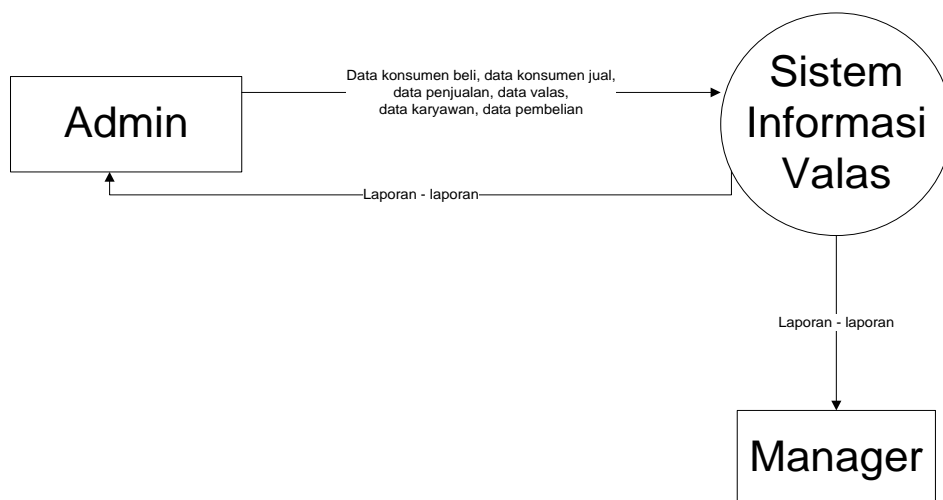 Admin
Data konsumen beli, data konsumen jual,
data penjualan, data valas,
data karyawan, data pembelian
Sistem
Informasi
Valas
Laporan - laporan
Laporan - laporan
Manager